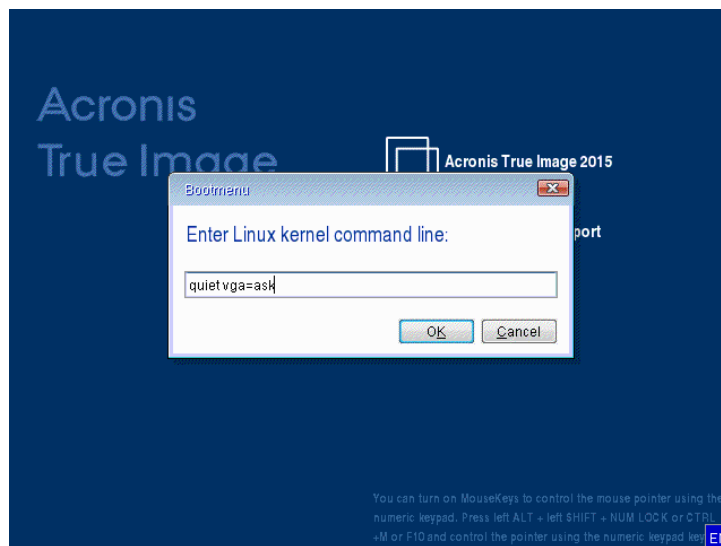 Acronis
True Image
Acronis True Image 2015
Bootmenu
Enter Linux kernel command line:
port
quiet vga=ask
OK
Cancel
You can turn on MouseKeys to control the mouse pointer using the
numeric keypad. Press left ALT + left SHIFT + NUM LOCK or CTRL
+M or F10 and control the pointer using the numeric keypad key